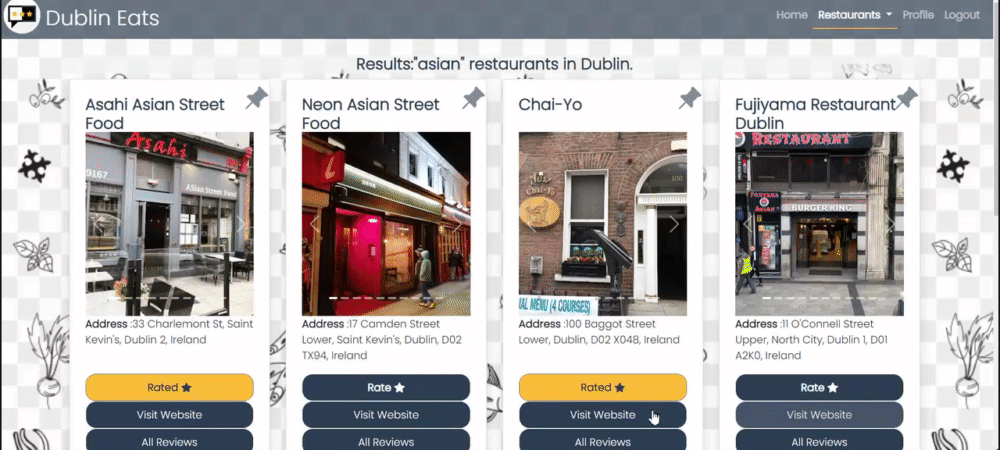 Dublin Eats
Home Restaurants Profile Logout
Results:"asian" restaurants in Dublin.
Asahi Asian Street
Food
Asahi
9167
Asian Street Food
Address :33 Charlemont St, Saint
Kevin's, Dublin 2, Ireland
Rated
Visit Website
All Reviews
Neon Asian Street
Food
Neon
Address :17 Camden Street
Lower, Saint Kevin's, Dublin, D02
TX94, Ireland
Rate
Visit Website
All Reviews
Chai-Yo
100
Chai-Yo
AL MENU (4 COURSES)
Address :100 Baggot Street
Lower, Dublin, D02 X048, Ireland
Rated
Visit Website
All Reviews
Fujiyama Restaurant
Dublin
RESTAURANT
BURGER KING
Address :11 O'Connell Street
Upper, North City, Dublin 1, D01
A2K0, Ireland
Rate
Visit Website
All Reviews